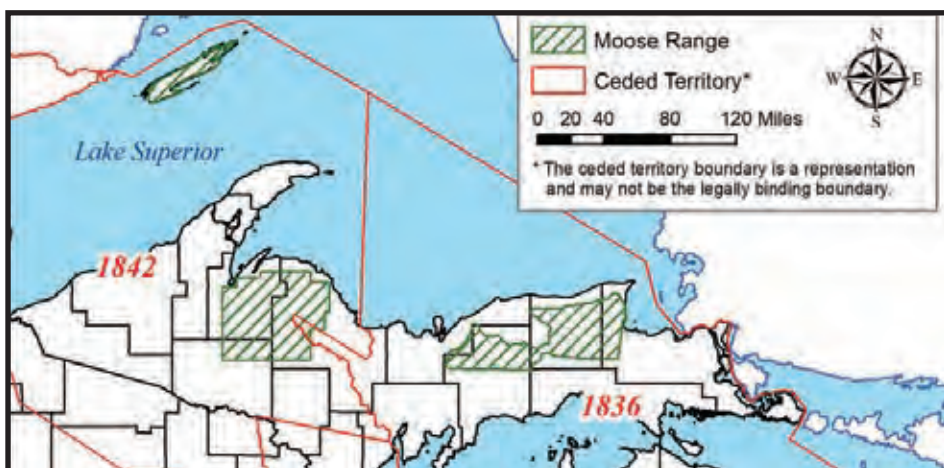 Moose Range
Ceded Territory*
N
W E
S
0 20 40 80 120 Miles
* The ceded territory boundary is a representation
and may not be the legally binding boundary.
Lake Superior
1842
1836